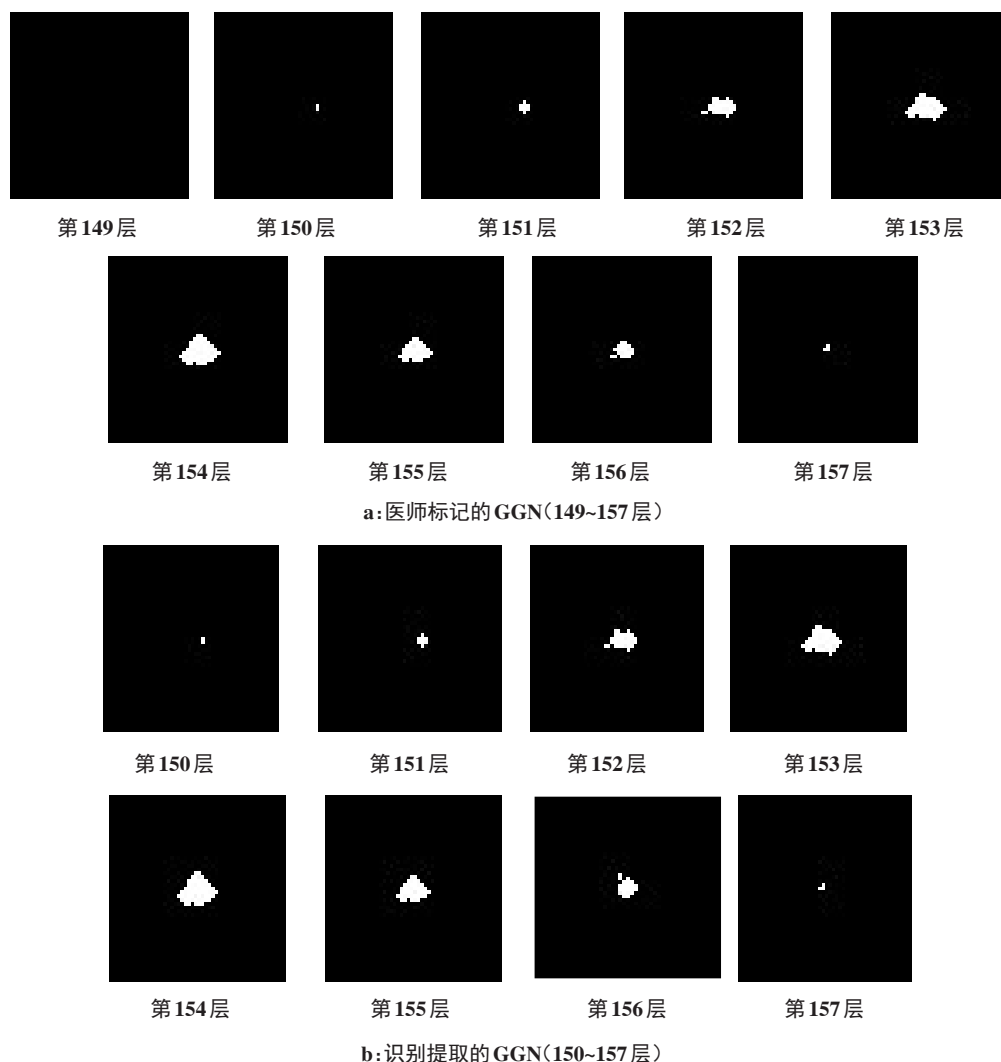 第149层 第150层 第151层 第152层 第153层
第154层 第155层 第156层 第157层
a:医师标记的GGN(149~157层)
第150层 第151层 第152层 第153层
第154层 第155层 第156层 第157层
b:识别提取的GGN(150~157层)